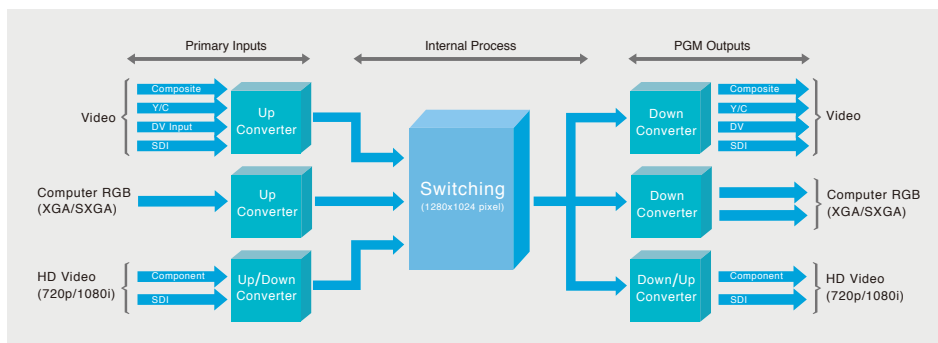 Primary Inputs
Internal Process
PGM Outputs
Video
Composite
Y/C
DV Input
SDI
Up
Converter
Computer RGB
(XGA/SXGA)
Up
Converter
HD Video
(720p/1080i)
Component
SDI
Up/Down
Converter
Switching
(1280x1024 pixel)
Down
Converter
Composite
Y/C
DV
SDI
Video
Down
Converter
Computer RGB
(XGA/SXGA)
Down/Up
Converter
Component
SDI
HD Video
(720p/1080i)